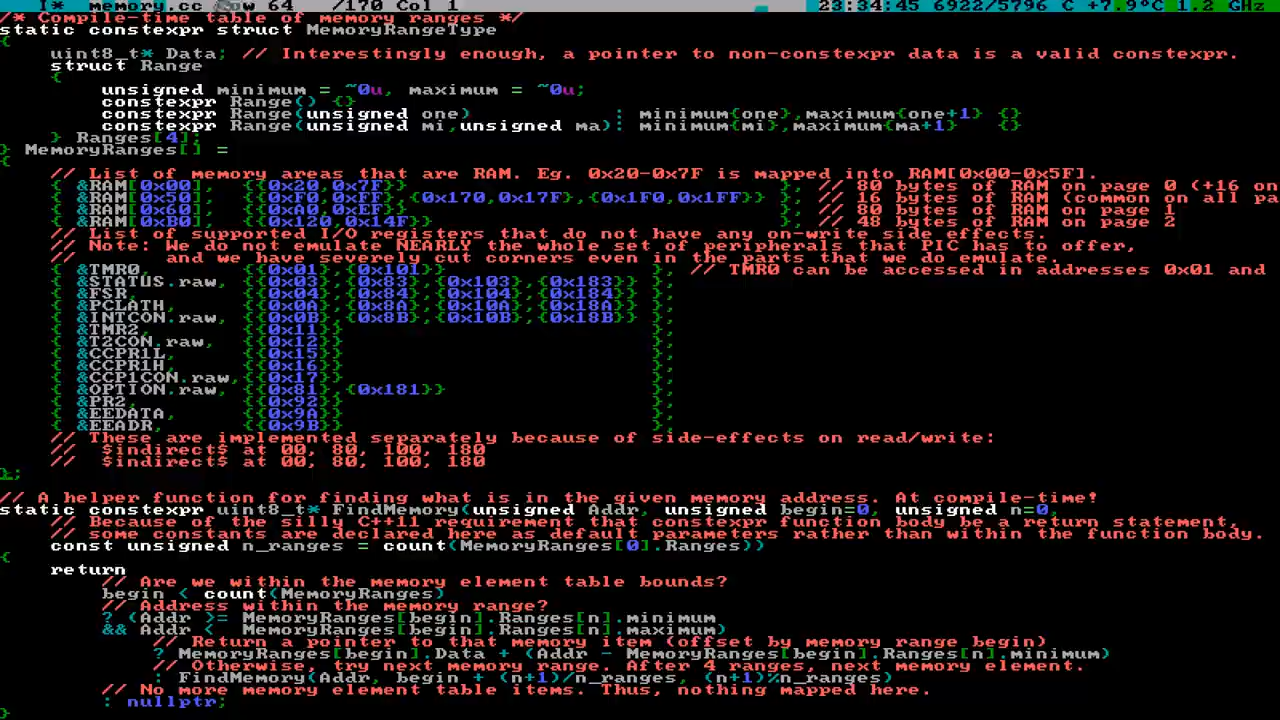 I* memory.cc Row 64   /170 Col 1                                23:34:45 6922/5796 C +7.9°C 1.2 GHz
/* Compile-time table of memory ranges */
static constexpr struct MemoryRangeType
{
    uint8_t* Data; // Interestingly enough, a pointer to non-constexpr data is a valid constexpr.
    struct Range
    {
        unsigned minimum = ~0u, maximum = ~0u;
        constexpr Range() {}
        constexpr Range(unsigned one)            : minimum{one},maximum{one+1} {}
        constexpr Range(unsigned mi,unsigned ma): minimum{mi},maximum{ma+1}   {}
    } Ranges[4];
} MemoryRanges[] =
{
    // List of memory areas that are RAM. Eg. 0x20-0x7F is mapped into RAM[0x00-0x5F].
    { &RAM[0x00],  {{0x20,0x7F}}                              }, // 80 bytes of RAM on page 0 (+16 on
    { &RAM[0x50],  {{0xF0,0xFF},{0x170,0x17F},{0x1F0,0x1FF}}  }, // 16 bytes of RAM (common on all pa
    { &RAM[0x60],  {{0xA0,0xEF}}                              }, // 80 bytes of RAM on page 1
    { &RAM[0xB0],  {{0x120,0x14F}}                            }, // 48 bytes of RAM on page 2
    // List of supported I/O registers that do not have any on-write side effects.
    // Note: We do not emulate NEARLY the whole set of peripherals that PIC has to offer,
    //       and we have severely cut corners even in the parts that we do emulate.
    { &TMR0,        {{0x01},{0x101}}                }, // TMR0 can be accessed in addresses 0x01 and
    { &STATUS.raw,  {{0x03},{0x83},{0x103},{0x183}} },
    { &FSR,         {{0x04},{0x84},{0x104},{0x184}} },
    { &PCLATH,      {{0x0A},{0x8A},{0x10A},{0x18A}} },
    { &INTCON.raw,  {{0x0B},{0x8B},{0x10B},{0x18B}} },
    { &TMR2,        {{0x11}}                        },
    { &T2CON.raw,   {{0x12}}                        },
    { &CCPR1L,      {{0x15}}                        },
    { &CCPR1H,      {{0x16}}                        },
    { &CCP1CON.raw, {{0x17}}                        },
    { &OPTION.raw,  {{0x81},{0x181}}                },
    { &PR2,         {{0x92}}                        },
    { &EEDATA,      {{0x9A}}                        },
    { &EEADR,       {{0x9B}}                        },
    // These are implemented separately because of side-effects on read/write:
    //  $indirect$ at 00, 80, 100, 180
    //  $indirect$ at 00, 80, 100, 180
};
// A helper function for finding what is in the given memory address. At compile-time!
static constexpr uint8_t* FindMemory(unsigned Addr, unsigned begin=0, unsigned n=0,
    // Because of the silly C++11 requirement that constexpr function body be a return statement,
    // some constants are declared here as default parameters rather than within the function body.
    const unsigned n_ranges = count(MemoryRanges[0].Ranges))
{
    return
        // Are we within the memory element table bounds?
        begin < count(MemoryRanges)
        // Address within the memory range?
        ? (Addr >= MemoryRanges[begin].Ranges[n].minimum
        && Addr <  MemoryRanges[begin].Ranges[n].maximum)
            // Return a pointer to that memory item (offset by memory range begin)
            ? MemoryRanges[begin].Data + (Addr - MemoryRanges[begin].Ranges[n].minimum)
            // Otherwise, try next memory range. After 4 ranges, next memory element.
            : FindMemory(Addr, begin + (n+1)/n_ranges, (n+1)%n_ranges)
        // No more memory element table items. Thus, nothing mapped here.
        : nullptr;
}